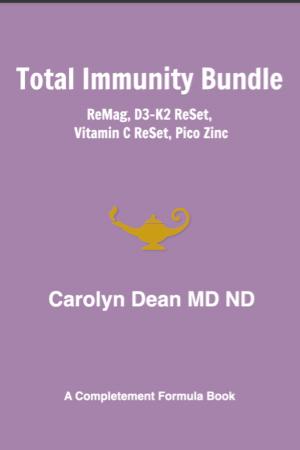 Total Immunity Bundle
ReMag, D3-K2 ReSet,
Vitamin C ReSet, Pico Zinc
Carolyn Dean MD ND
A Completement Formula Book